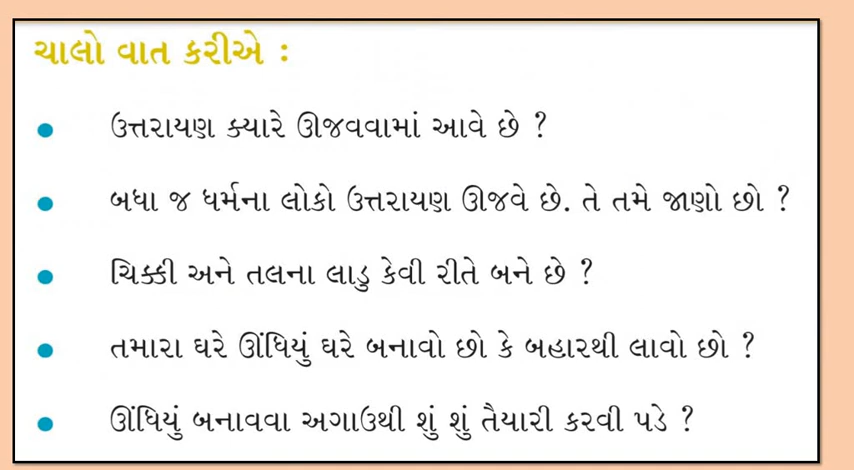 ચાલો વાત કરીએ :
ઉત્તરાયણ ક્યારે ઊજવવામાં આવે છે ?
બધા જ ધર્મના લોકો ઉત્તરાયણ ઊજવે છે. તે તમે જાણો છો ?
ચિક્કી અને તલના લાડુ કેવી રીતે બને છે ?
તમારા ઘરે ઊંધિયું ઘરે બનાવો છો કે બહારથી લાવો છો ?
ઊંધિયું બનાવવા અગાઉથી શું શું તૈયારી કરવી પડે ?